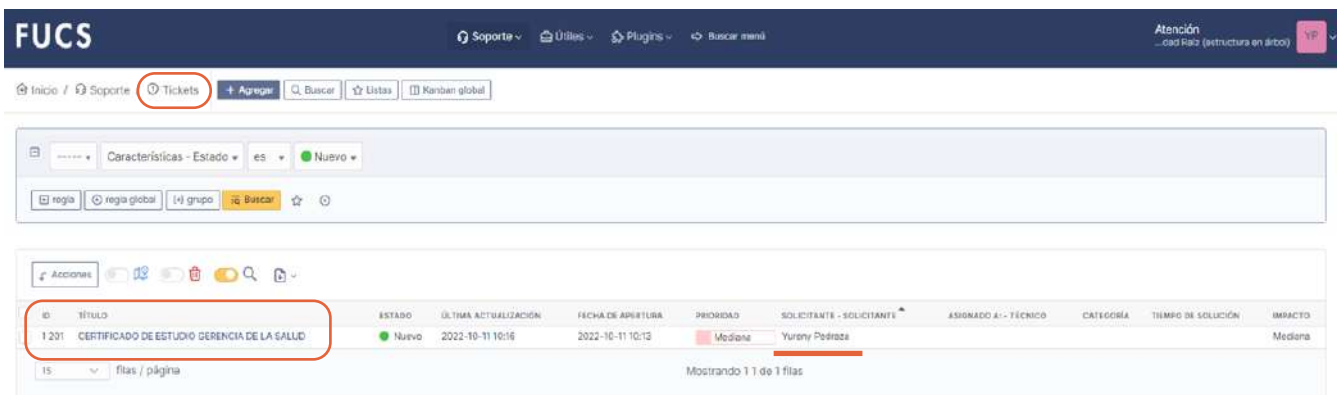 FUCS
Soporte
Útiles
Plugins
Buscar menú
Atención
...dad Raíz (estructura en árbol)
YP
Inicio / Soporte / Tickets
+ Agregar
Buscar
Listas
Kanban global
----- Características - Estado es Nuevo
regla
regla global
grupo
Buscar
Acciones
ID TÍTULO ESTADO ÚLTIMA ACTUALIZACIÓN FECHA DE APERTURA PRIORIDAD SOLICITANTE - SOLICITANTE ASIGNADO A: - TÉCNICO CATEGORÍA TIEMPO DE SOLUCIÓN IMPACTO
1 201 CERTIFICADO DE ESTUDIO GERENCIA DE LA SALUD Nuevo 2022-10-11 10:16 2022-10-11 10:13 Mediana Yurany Pedraza Mediana
15 filas / página Mostrando 1 1 de 1 filas